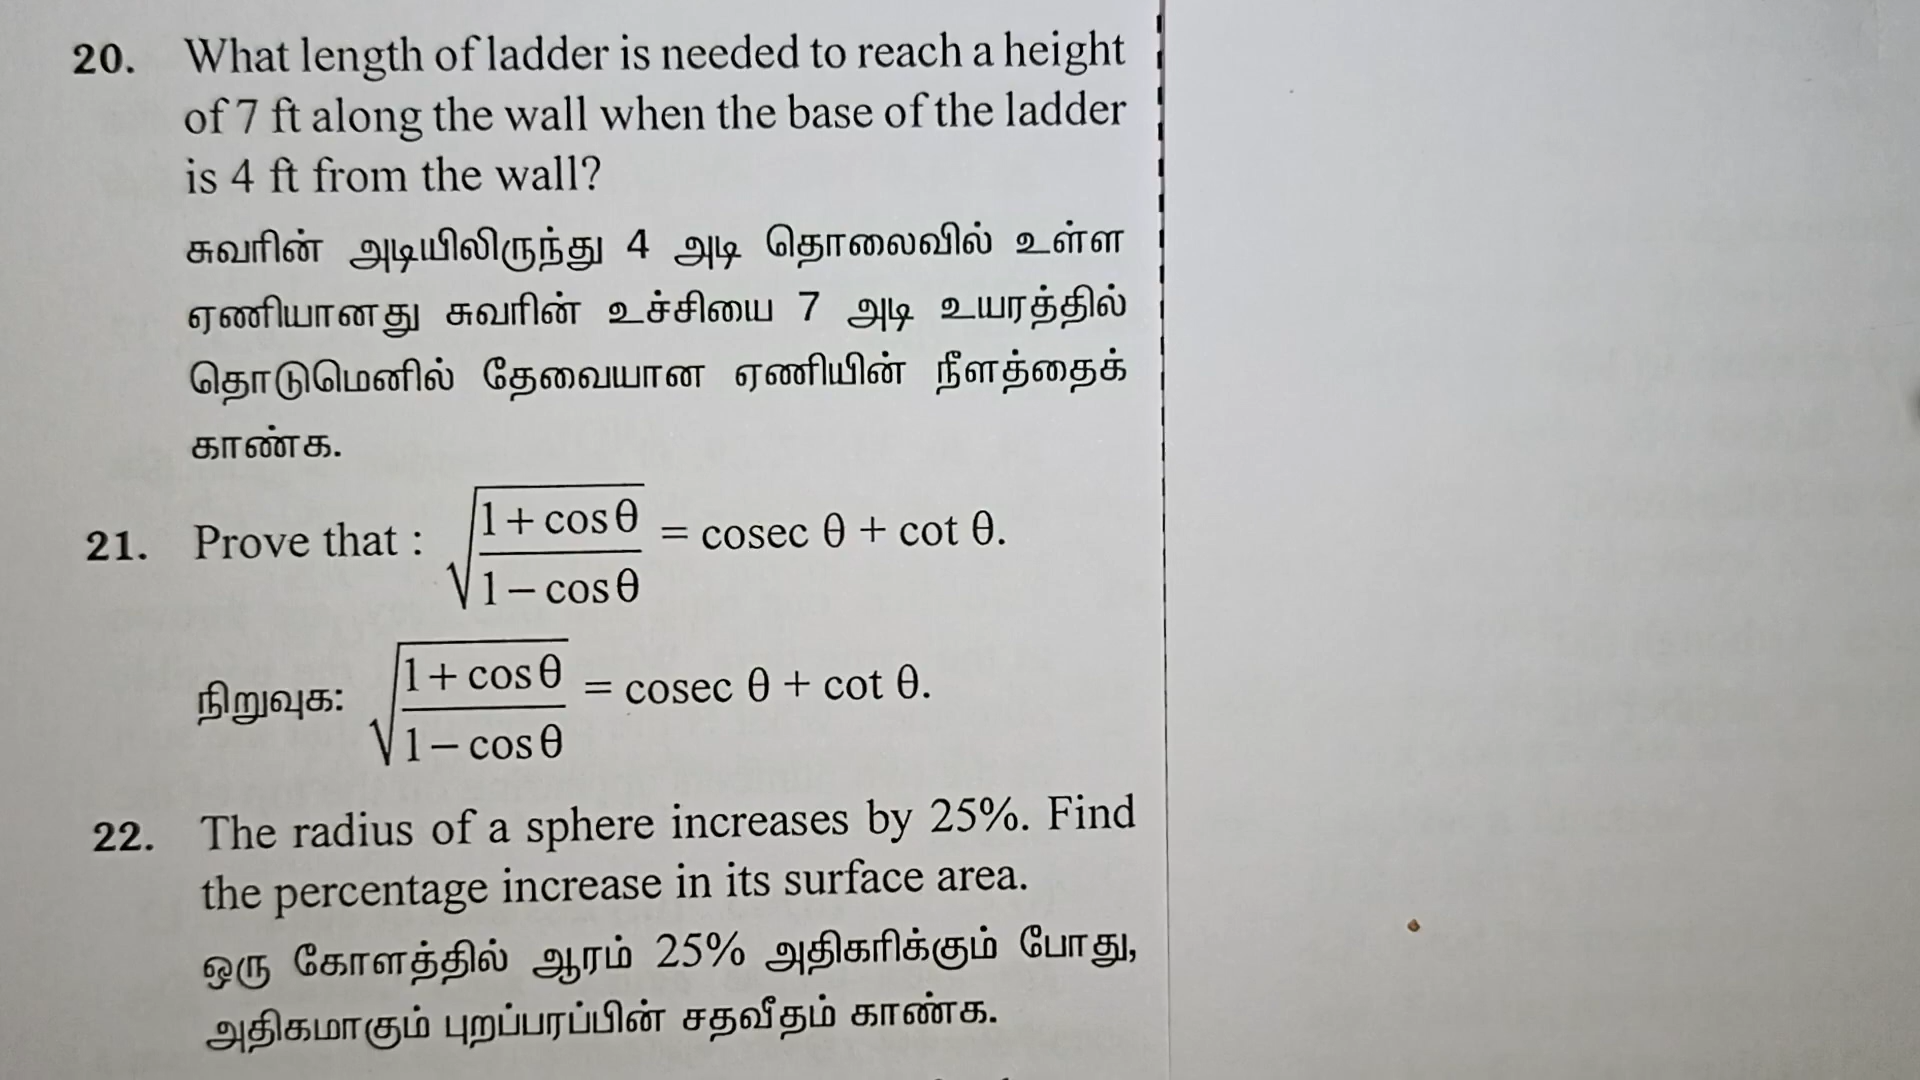 20. What length of ladder is needed to reach a height
of 7 ft along the wall when the base of the ladder
is 4 ft from the wall?
சுவரின் அடியிலிருந்து 4 அடி தொலைவில் உள்ள
ஏணியானது சுவரின் உச்சியை 7 அடி உயரத்தில்
தொடுமெனில் தேவையான ஏணியின் நீளத்தைக்
காண்க.
21. Prove that : √((1 + cos θ)/(1 – cos θ)) = cosec θ + cot θ.
நிறுவுக: √((1 + cos θ)/(1 – cos θ)) = cosec θ + cot θ.
22. The radius of a sphere increases by 25%. Find
the percentage increase in its surface area.
ஒரு கோளத்தில் ஆரம் 25% அதிகரிக்கும் போது,
அதிகமாகும் புறப்பரப்பின் சதவீதம் காண்க.